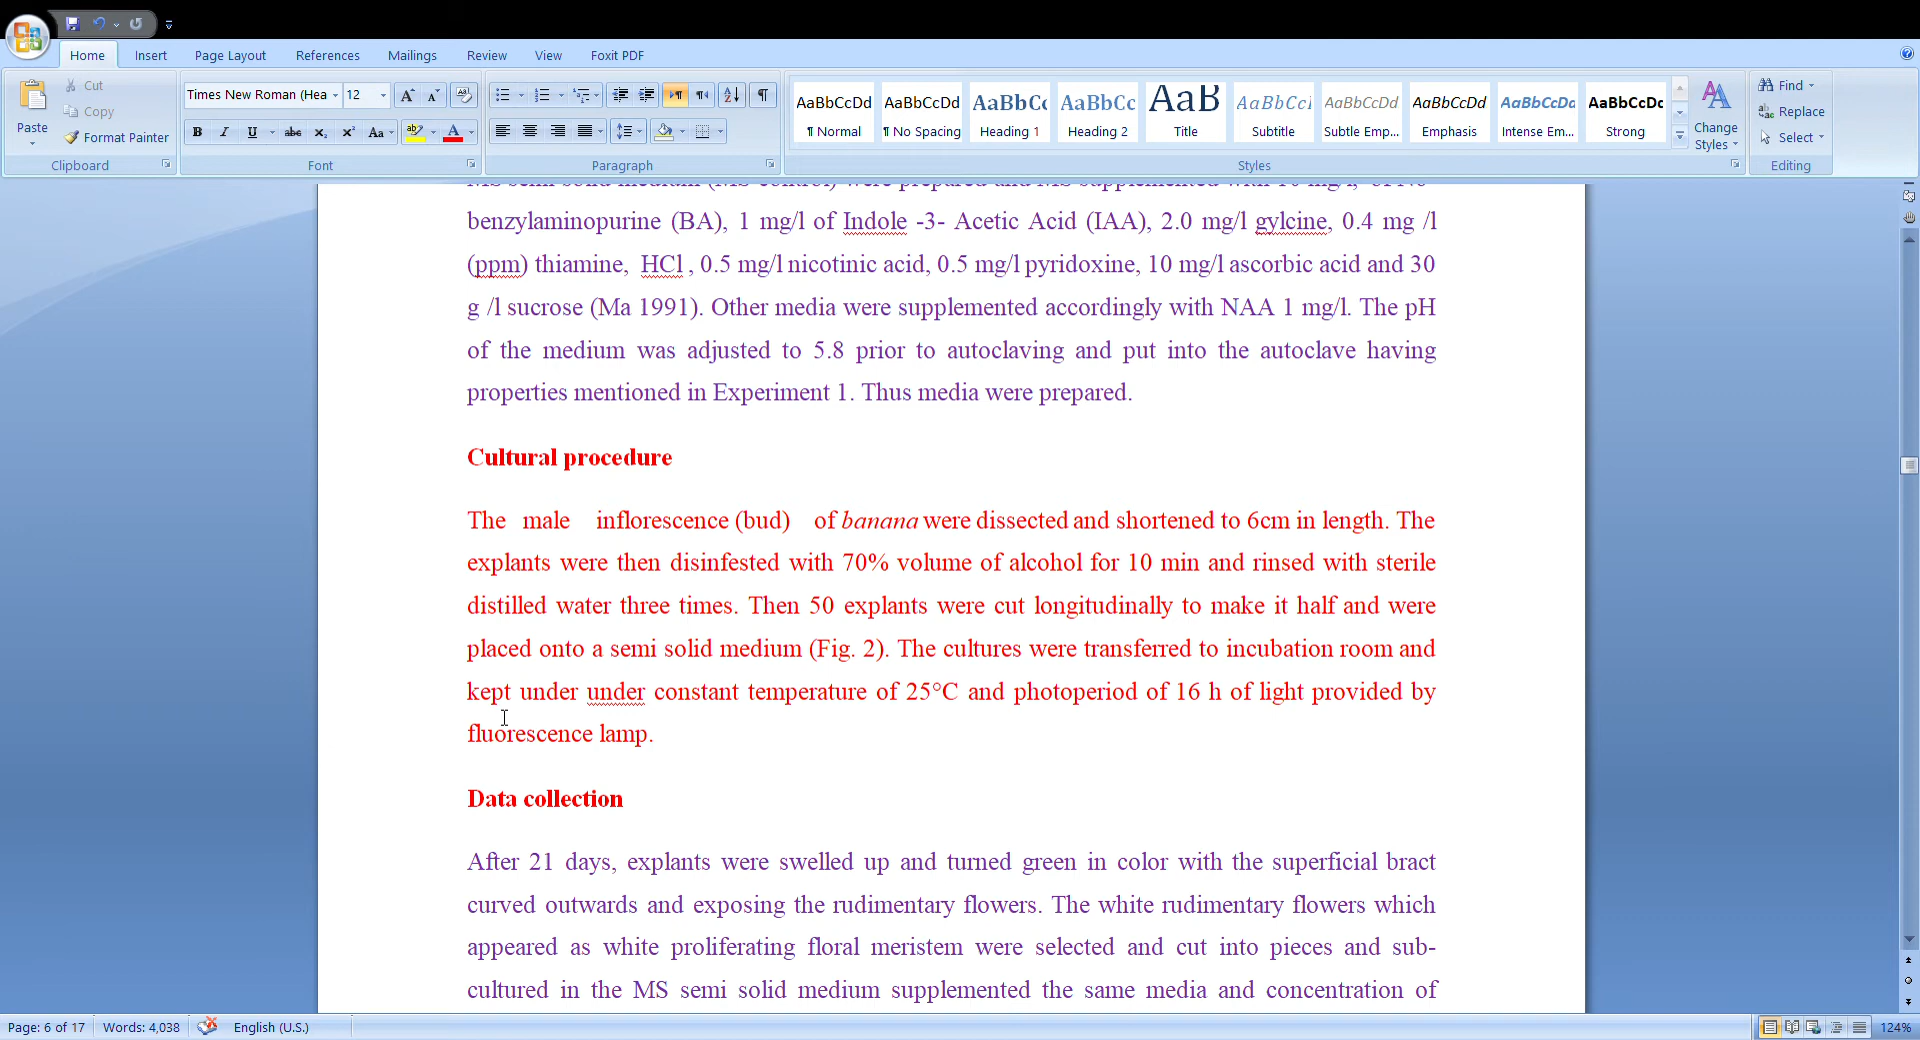 Home Insert Page Layout References Mailings Review View Foxit PDF
Paste
Cut
Copy
Format Painter
Clipboard
Times New Roman (Hea 12
Font
Paragraph
AaBbCcDd AaBbCcDd AaBbC AaBbCc AaB AaBbCcI AaBbCcDd AaBbCcDd AaBbCcDd AaBbCcDd
¶ Normal ¶ No Spacing Heading 1 Heading 2 Title Subtitle Subtle Emp... Emphasis Intense Em... Strong
Styles
Change
Styles
Find
Replace
Select
Editing
benzylaminopurine (BA), 1 mg/l of Indole -3- Acetic Acid (IAA), 2.0 mg/l gylcine, 0.4 mg /l
(ppm) thiamine, HCl , 0.5 mg/l nicotinic acid, 0.5 mg/l pyridoxine, 10 mg/l ascorbic acid and 30
g /l sucrose (Ma 1991). Other media were supplemented accordingly with NAA 1 mg/l. The pH
of the medium was adjusted to 5.8 prior to autoclaving and put into the autoclave having
properties mentioned in Experiment 1. Thus media were prepared.
Cultural procedure
The male inflorescence (bud) of banana were dissected and shortened to 6cm in length. The
explants were then disinfested with 70% volume of alcohol for 10 min and rinsed with sterile
distilled water three times. Then 50 explants were cut longitudinally to make it half and were
placed onto a semi solid medium (Fig. 2). The cultures were transferred to incubation room and
kept under under constant temperature of 25°C and photoperiod of 16 h of light provided by
fluorescence lamp.
Data collection
After 21 days, explants were swelled up and turned green in color with the superficial bract
curved outwards and exposing the rudimentary flowers. The white rudimentary flowers which
appeared as white proliferating floral meristem were selected and cut into pieces and sub-
cultured in the MS semi solid medium supplemented the same media and concentration of
Page: 6 of 17 Words: 4,038 English (U.S.) 124%